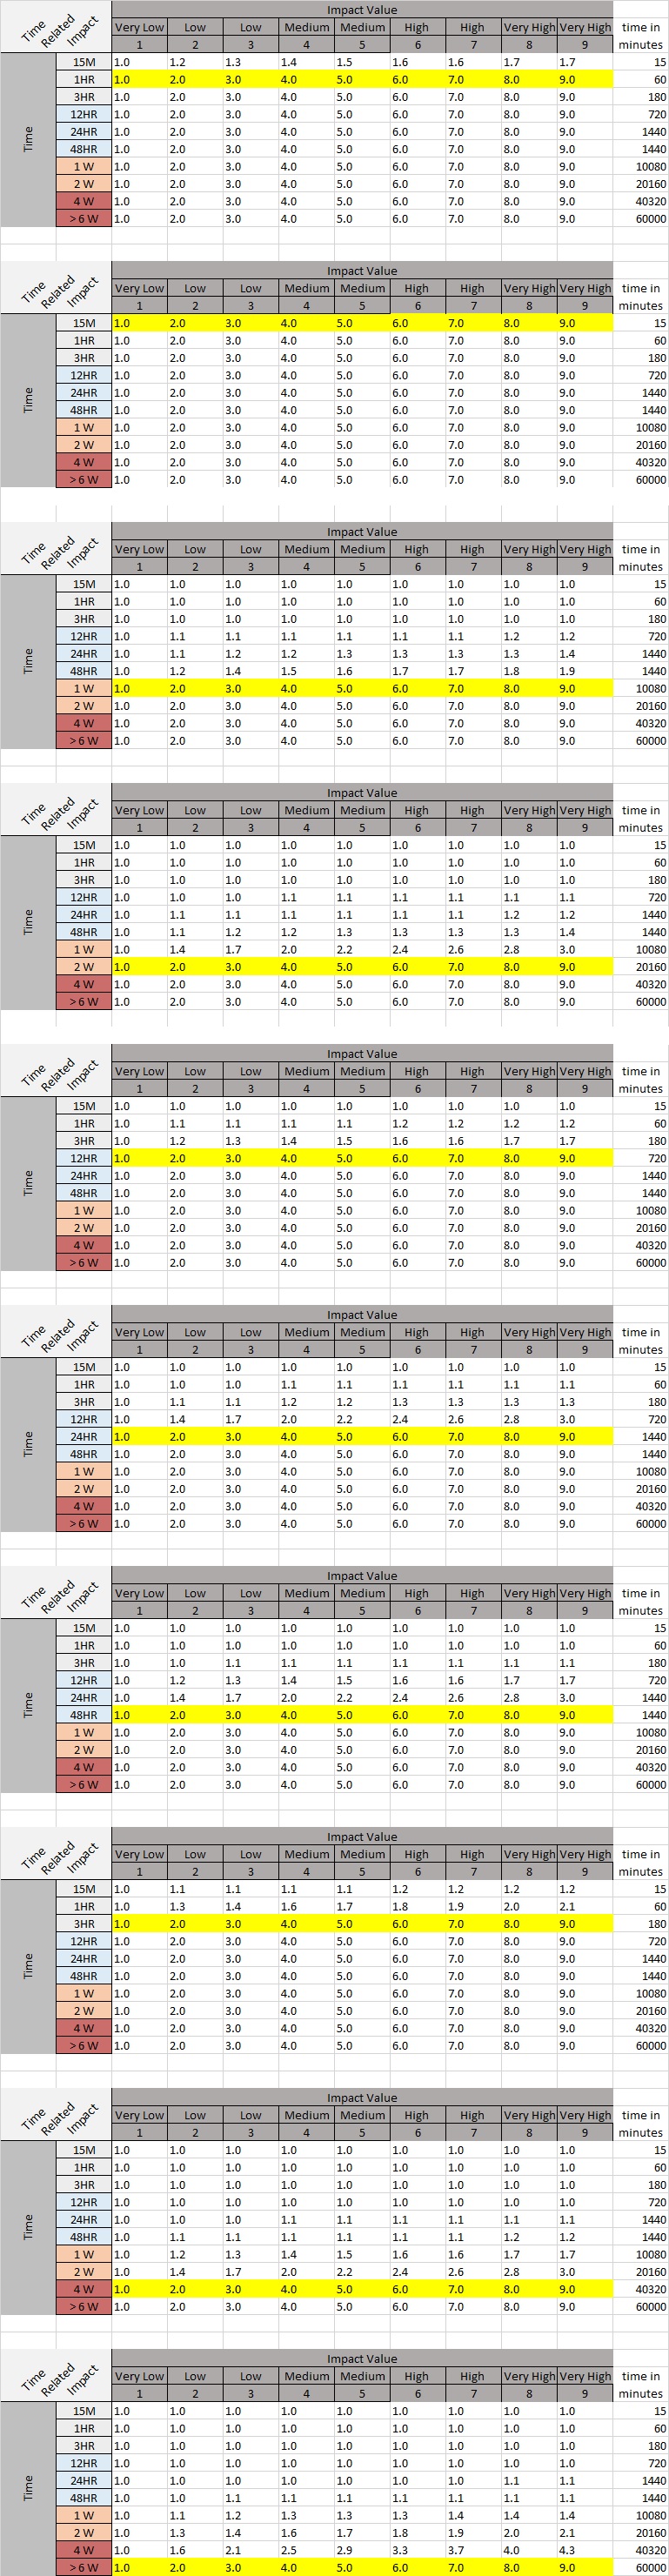 Time Related Impact
Impact Value
Very Low Low Low Medium Medium High High Very High Very High time in
1 2 3 4 5 6 7 8 9 minutes
Time
15M 1.0 1.2 1.3 1.4 1.5 1.6 1.6 1.7 1.7 15
1HR 1.0 2.0 3.0 4.0 5.0 6.0 7.0 8.0 9.0 60
3HR 1.0 2.0 3.0 4.0 5.0 6.0 7.0 8.0 9.0 180
12HR 1.0 2.0 3.0 4.0 5.0 6.0 7.0 8.0 9.0 720
24HR 1.0 2.0 3.0 4.0 5.0 6.0 7.0 8.0 9.0 1440
48HR 1.0 2.0 3.0 4.0 5.0 6.0 7.0 8.0 9.0 1440
1 W 1.0 2.0 3.0 4.0 5.0 6.0 7.0 8.0 9.0 10080
2 W 1.0 2.0 3.0 4.0 5.0 6.0 7.0 8.0 9.0 20160
4 W 1.0 2.0 3.0 4.0 5.0 6.0 7.0 8.0 9.0 40320
> 6 W 1.0 2.0 3.0 4.0 5.0 6.0 7.0 8.0 9.0 60000
Time Related Impact
Impact Value
Very Low Low Low Medium Medium High High Very High Very High time in
1 2 3 4 5 6 7 8 9 minutes
Time
15M 1.0 2.0 3.0 4.0 5.0 6.0 7.0 8.0 9.0 15
1HR 1.0 2.0 3.0 4.0 5.0 6.0 7.0 8.0 9.0 60
3HR 1.0 2.0 3.0 4.0 5.0 6.0 7.0 8.0 9.0 180
12HR 1.0 2.0 3.0 4.0 5.0 6.0 7.0 8.0 9.0 720
24HR 1.0 2.0 3.0 4.0 5.0 6.0 7.0 8.0 9.0 1440
48HR 1.0 2.0 3.0 4.0 5.0 6.0 7.0 8.0 9.0 1440
1 W 1.0 2.0 3.0 4.0 5.0 6.0 7.0 8.0 9.0 10080
2 W 1.0 2.0 3.0 4.0 5.0 6.0 7.0 8.0 9.0 20160
4 W 1.0 2.0 3.0 4.0 5.0 6.0 7.0 8.0 9.0 40320
> 6 W 1.0 2.0 3.0 4.0 5.0 6.0 7.0 8.0 9.0 60000
Time Related Impact
Impact Value
Very Low Low Low Medium Medium High High Very High Very High time in
1 2 3 4 5 6 7 8 9 minutes
Time
15M 1.0 1.0 1.0 1.0 1.0 1.0 1.0 1.0 1.0 15
1HR 1.0 1.0 1.0 1.0 1.0 1.0 1.0 1.0 1.0 60
3HR 1.0 1.0 1.0 1.0 1.0 1.0 1.0 1.0 1.0 180
12HR 1.0 1.1 1.1 1.1 1.1 1.1 1.1 1.2 1.2 720
24HR 1.0 1.1 1.2 1.2 1.3 1.3 1.3 1.3 1.4 1440
48HR 1.0 1.2 1.4 1.5 1.6 1.7 1.7 1.8 1.9 1440
1 W 1.0 2.0 3.0 4.0 5.0 6.0 7.0 8.0 9.0 10080
2 W 1.0 2.0 3.0 4.0 5.0 6.0 7.0 8.0 9.0 20160
4 W 1.0 2.0 3.0 4.0 5.0 6.0 7.0 8.0 9.0 40320
> 6 W 1.0 2.0 3.0 4.0 5.0 6.0 7.0 8.0 9.0 60000
Time Related Impact
Impact Value
Very Low Low Low Medium Medium High High Very High Very High time in
1 2 3 4 5 6 7 8 9 minutes
Time
15M 1.0 1.0 1.0 1.0 1.0 1.0 1.0 1.0 1.0 15
1HR 1.0 1.0 1.0 1.0 1.0 1.0 1.0 1.0 1.0 60
3HR 1.0 1.0 1.0 1.0 1.0 1.0 1.0 1.0 1.0 180
12HR 1.0 1.0 1.0 1.1 1.1 1.1 1.1 1.1 1.1 720
24HR 1.0 1.1 1.1 1.1 1.1 1.1 1.1 1.2 1.2 1440
48HR 1.0 1.1 1.2 1.2 1.3 1.3 1.3 1.3 1.4 1440
1 W 1.0 1.4 1.7 2.0 2.2 2.4 2.6 2.8 3.0 10080
2 W 1.0 2.0 3.0 4.0 5.0 6.0 7.0 8.0 9.0 20160
4 W 1.0 2.0 3.0 4.0 5.0 6.0 7.0 8.0 9.0 40320
> 6 W 1.0 2.0 3.0 4.0 5.0 6.0 7.0 8.0 9.0 60000
Time Related Impact
Impact Value
Very Low Low Low Medium Medium High High Very High Very High time in
1 2 3 4 5 6 7 8 9 minutes
Time
15M 1.0 1.0 1.0 1.0 1.0 1.0 1.0 1.0 1.0 15
1HR 1.0 1.1 1.1 1.1 1.1 1.2 1.2 1.2 1.2 60
3HR 1.0 1.2 1.3 1.4 1.5 1.6 1.6 1.7 1.7 180
12HR 1.0 2.0 3.0 4.0 5.0 6.0 7.0 8.0 9.0 720
24HR 1.0 2.0 3.0 4.0 5.0 6.0 7.0 8.0 9.0 1440
48HR 1.0 2.0 3.0 4.0 5.0 6.0 7.0 8.0 9.0 1440
1 W 1.0 2.0 3.0 4.0 5.0 6.0 7.0 8.0 9.0 10080
2 W 1.0 2.0 3.0 4.0 5.0 6.0 7.0 8.0 9.0 20160
4 W 1.0 2.0 3.0 4.0 5.0 6.0 7.0 8.0 9.0 40320
> 6 W 1.0 2.0 3.0 4.0 5.0 6.0 7.0 8.0 9.0 60000
Time Related Impact
Impact Value
Very Low Low Low Medium Medium High High Very High Very High time in
1 2 3 4 5 6 7 8 9 minutes
Time
15M 1.0 1.0 1.0 1.0 1.0 1.0 1.0 1.0 1.0 15
1HR 1.0 1.0 1.0 1.1 1.1 1.1 1.1 1.1 1.1 60
3HR 1.0 1.1 1.1 1.2 1.2 1.3 1.3 1.3 1.3 180
12HR 1.0 1.4 1.7 2.0 2.2 2.4 2.6 2.8 3.0 720
24HR 1.0 2.0 3.0 4.0 5.0 6.0 7.0 8.0 9.0 1440
48HR 1.0 2.0 3.0 4.0 5.0 6.0 7.0 8.0 9.0 1440
1 W 1.0 2.0 3.0 4.0 5.0 6.0 7.0 8.0 9.0 10080
2 W 1.0 2.0 3.0 4.0 5.0 6.0 7.0 8.0 9.0 20160
4 W 1.0 2.0 3.0 4.0 5.0 6.0 7.0 8.0 9.0 40320
> 6 W 1.0 2.0 3.0 4.0 5.0 6.0 7.0 8.0 9.0 60000
Time Related Impact
Impact Value
Very Low Low Low Medium Medium High High Very High Very High time in
1 2 3 4 5 6 7 8 9 minutes
Time
15M 1.0 1.0 1.0 1.0 1.0 1.0 1.0 1.0 1.0 15
1HR 1.0 1.0 1.0 1.0 1.0 1.0 1.0 1.0 1.0 60
3HR 1.0 1.0 1.1 1.1 1.1 1.1 1.1 1.1 1.1 180
12HR 1.0 1.2 1.3 1.4 1.5 1.6 1.6 1.7 1.7 720
24HR 1.0 1.4 1.7 2.0 2.2 2.4 2.6 2.8 3.0 1440
48HR 1.0 2.0 3.0 4.0 5.0 6.0 7.0 8.0 9.0 1440
1 W 1.0 2.0 3.0 4.0 5.0 6.0 7.0 8.0 9.0 10080
2 W 1.0 2.0 3.0 4.0 5.0 6.0 7.0 8.0 9.0 20160
4 W 1.0 2.0 3.0 4.0 5.0 6.0 7.0 8.0 9.0 40320
> 6 W 1.0 2.0 3.0 4.0 5.0 6.0 7.0 8.0 9.0 60000
Time Related Impact
Impact Value
Very Low Low Low Medium Medium High High Very High Very High time in
1 2 3 4 5 6 7 8 9 minutes
Time
15M 1.0 1.1 1.1 1.1 1.1 1.2 1.2 1.2 1.2 15
1HR 1.0 1.3 1.4 1.6 1.7 1.8 1.9 2.0 2.1 60
3HR 1.0 2.0 3.0 4.0 5.0 6.0 7.0 8.0 9.0 180
12HR 1.0 2.0 3.0 4.0 5.0 6.0 7.0 8.0 9.0 720
24HR 1.0 2.0 3.0 4.0 5.0 6.0 7.0 8.0 9.0 1440
48HR 1.0 2.0 3.0 4.0 5.0 6.0 7.0 8.0 9.0 1440
1 W 1.0 2.0 3.0 4.0 5.0 6.0 7.0 8.0 9.0 10080
2 W 1.0 2.0 3.0 4.0 5.0 6.0 7.0 8.0 9.0 20160
4 W 1.0 2.0 3.0 4.0 5.0 6.0 7.0 8.0 9.0 40320
> 6 W 1.0 2.0 3.0 4.0 5.0 6.0 7.0 8.0 9.0 60000
Time Related Impact
Impact Value
Very Low Low Low Medium Medium High High Very High Very High time in
1 2 3 4 5 6 7 8 9 minutes
Time
15M 1.0 1.0 1.0 1.0 1.0 1.0 1.0 1.0 1.0 15
1HR 1.0 1.0 1.0 1.0 1.0 1.0 1.0 1.0 1.0 60
3HR 1.0 1.0 1.0 1.0 1.0 1.0 1.0 1.0 1.0 180
12HR 1.0 1.0 1.0 1.0 1.0 1.0 1.0 1.0 1.0 720
24HR 1.0 1.0 1.0 1.1 1.1 1.1 1.1 1.1 1.1 1440
48HR 1.0 1.1 1.1 1.1 1.1 1.1 1.1 1.2 1.2 1440
1 W 1.0 1.2 1.3 1.4 1.5 1.6 1.6 1.7 1.7 10080
2 W 1.0 1.4 1.7 2.0 2.2 2.4 2.6 2.8 3.0 20160
4 W 1.0 2.0 3.0 4.0 5.0 6.0 7.0 8.0 9.0 40320
> 6 W 1.0 2.0 3.0 4.0 5.0 6.0 7.0 8.0 9.0 60000
Time Related Impact
Impact Value
Very Low Low Low Medium Medium High High Very High Very High time in
1 2 3 4 5 6 7 8 9 minutes
Time
15M 1.0 1.0 1.0 1.0 1.0 1.0 1.0 1.0 1.0 15
1HR 1.0 1.0 1.0 1.0 1.0 1.0 1.0 1.0 1.0 60
3HR 1.0 1.0 1.0 1.0 1.0 1.0 1.0 1.0 1.0 180
12HR 1.0 1.0 1.0 1.0 1.0 1.0 1.0 1.0 1.0 720
24HR 1.0 1.0 1.0 1.0 1.0 1.0 1.0 1.1 1.1 1440
48HR 1.0 1.0 1.1 1.1 1.1 1.1 1.1 1.1 1.1 1440
1 W 1.0 1.1 1.2 1.3 1.3 1.3 1.4 1.4 1.4 10080
2 W 1.0 1.3 1.4 1.6 1.7 1.8 1.9 2.0 2.1 20160
4 W 1.0 1.6 2.1 2.5 2.9 3.3 3.7 4.0 4.3 40320
> 6 W 1.0 2.0 3.0 4.0 5.0 6.0 7.0 8.0 9.0 60000